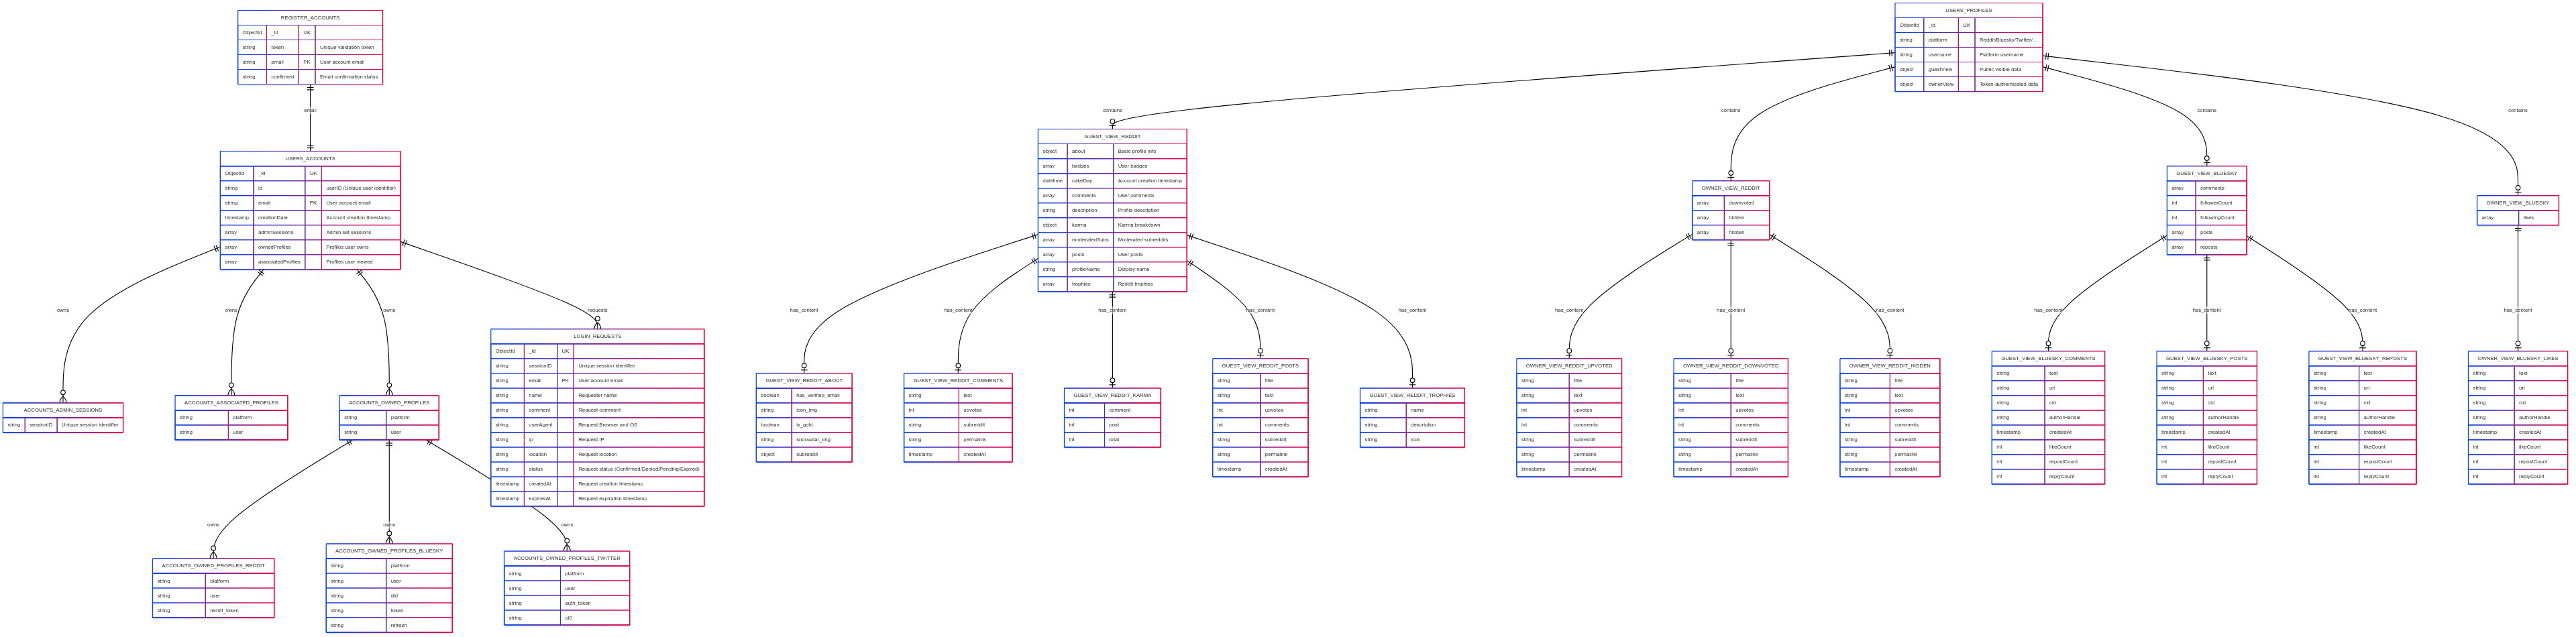 REGISTER_ACCOUNTS
ObjectId _id UK
string token Unique validation token
string email PK User account email
string confirmed Email confirmation status
email
USERS_ACCOUNTS
ObjectId _id UK
string id userID (Unique user identifier)
string email PK User account email
timestamp creationDate Account creation timestamp
array adminSessions Admin set sessions
array ownedProfiles Profiles user owns
array associatedProfiles Profiles user viewed
owns
owns
owns
requests
ACCOUNTS_ADMIN_SESSIONS
string sessionID Unique session identifier
ACCOUNTS_ASSOCIATED_PROFILES
string platform
string user
ACCOUNTS_OWNED_PROFILES
string platform
string user
LOGIN_REQUESTS
ObjectId _id UK
string sessionID Unique session identifier
string email PK User account email
string name Requester name
string comment Request comment
string userAgent Request Browser and OS
string ip Request IP
string location Request location
string status Request status (Confirmed/Denied/Pending/Expired)
timestamp createdAt Request creation timestamp
timestamp expiresAt Request expiration timestamp
owns
owns
owns
ACCOUNTS_OWNED_PROFILES_REDDIT
string platform
string user
string reddit_token
ACCOUNTS_OWNED_PROFILES_BLUESKY
string platform
string user
string did
string token
string refresh
ACCOUNTS_OWNED_PROFILES_TWITTER
string platform
string user
string auth_token
string ct0
USERS_PROFILES
ObjectId _id UK
string platform Reddit/Bluesky/Twitter/...
string username Platform username
object guestView Public visible data
object ownerView Token-authenticated data
contains
contains
contains
contains
GUEST_VIEW_REDDIT
object about Basic profile info
array badges User badges
datetime cakeDay Account creation timestamp
array comments User comments
string description Profile description
object karma Karma breakdown
array moderatedSubs Moderated subreddits
array posts User posts
string profileName Display name
array trophies Reddit trophies
OWNER_VIEW_REDDIT
array downvoted
array hidden
array hidden
GUEST_VIEW_BLUESKY
array comments
int followerCount
int followingCount
array posts
array reposts
OWNER_VIEW_BLUESKY
array likes
has_content
has_content
has_content
has_content
has_content
has_content
has_content
has_content
has_content
has_content
has_content
has_content
GUEST_VIEW_REDDIT_ABOUT
boolean has_verified_email
string icon_img
boolean is_gold
string snoovatar_img
object subreddit
GUEST_VIEW_REDDIT_COMMENTS
string text
int upvotes
string subreddit
string permalink
timestamp createdAt
GUEST_VIEW_REDDIT_KARMA
int comment
int post
int total
GUEST_VIEW_REDDIT_POSTS
string title
string text
int upvotes
int comments
string subreddit
string permalink
timestamp createdAt
GUEST_VIEW_REDDIT_TROPHIES
string name
string description
string icon
OWNER_VIEW_REDDIT_UPVOTED
string title
string text
int upvotes
int comments
string subreddit
string permalink
timestamp createdAt
OWNER_VIEW_REDDIT_DOWNVOTED
string title
string text
int upvotes
int comments
string subreddit
string permalink
timestamp createdAt
OWNER_VIEW_REDDIT_HIDDEN
string title
string text
int upvotes
int comments
string subreddit
string permalink
timestamp createdAt
GUEST_VIEW_BLUESKY_COMMENTS
string text
string uri
string cid
string authorHandle
timestamp createdAt
int likeCount
int repostCount
int replyCount
GUEST_VIEW_BLUESKY_POSTS
string text
string uri
string cid
string authorHandle
timestamp createdAt
int likeCount
int repostCount
int replyCount
GUEST_VIEW_BLUESKY_REPOSTS
string text
string uri
string cid
string authorHandle
timestamp createdAt
int likeCount
int repostCount
int replyCount
OWNER_VIEW_BLUESKY_LIKES
string text
string uri
string cid
string authorHandle
timestamp createdAt
int likeCount
int repostCount
int replyCount